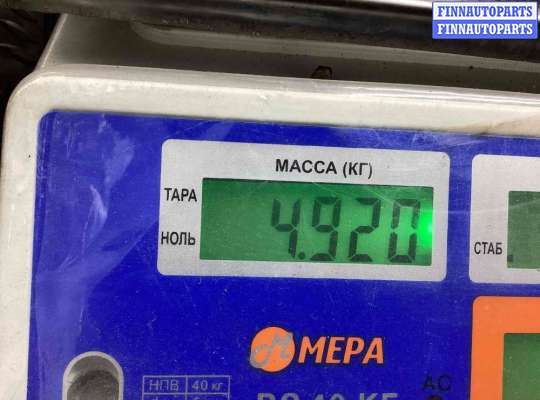 FINNAUTOPARTS
FINNAUTOPARTS
МАССА (КГ)
ТАРА
4.920
НОЛЬ
СТАБ.
МЕРА
НПВ 40 кг